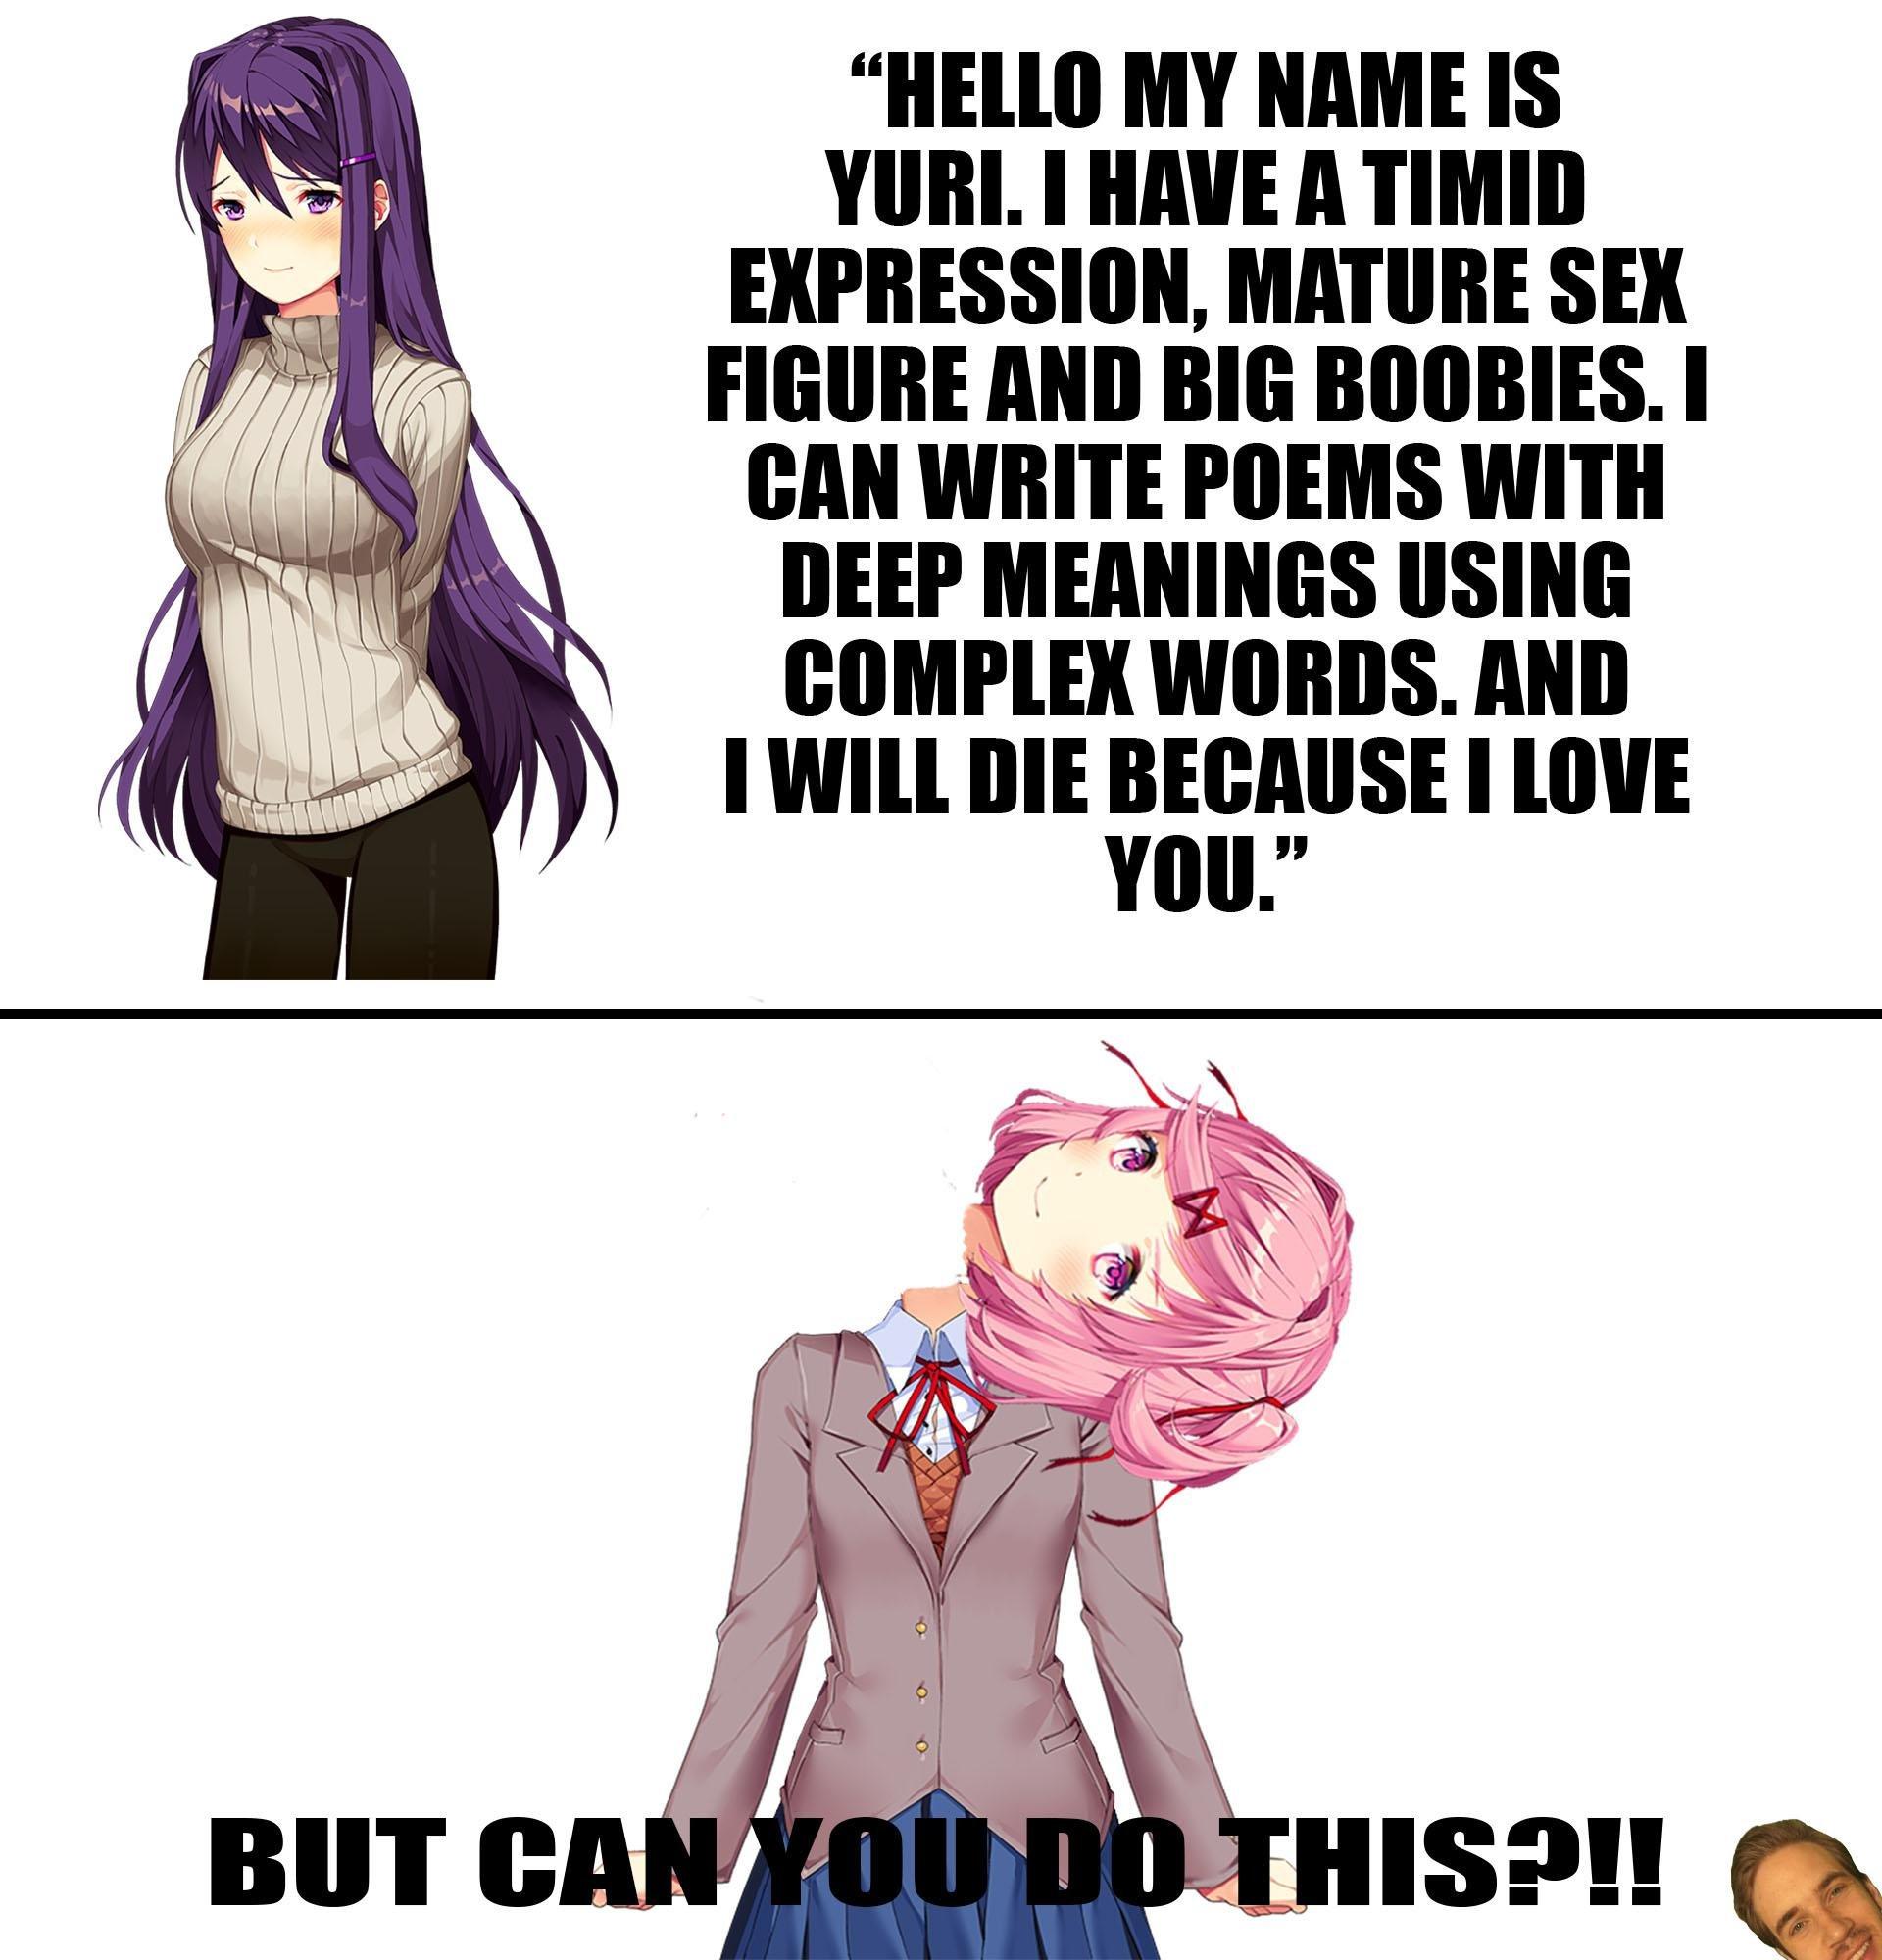 “HELLO MY NAME IS
YURI. I HAVE A TIMID
EXPRESSION, MATURE SEX
FIGURE AND BIG BOOBIES. I
CAN WRITE POEMS WITH
DEEP MEANINGS USING
COMPLEX WORDS. AND
I WILL DIE BECAUSE I LOVE
YOU.”
BUT CAN YOU DO THIS?!!